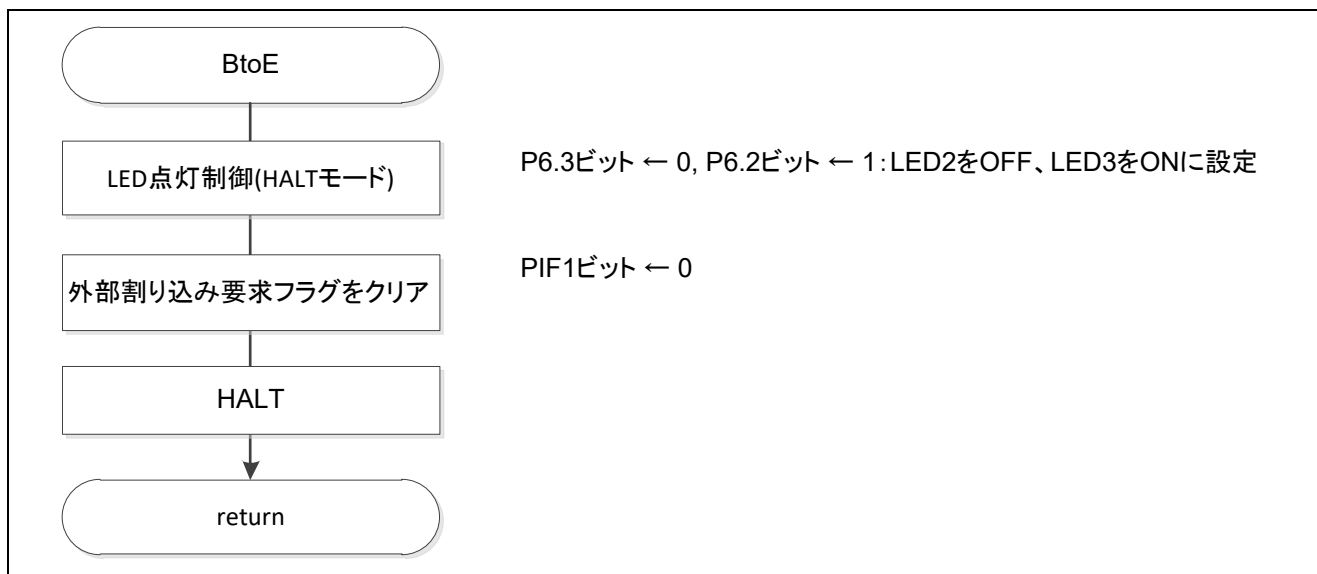 BtoE
LED点灯制御(HALTモード)
P6.3ビット ← 0, P6.2ビット ← 1：LED2をOFF、LED3をONに設定
外部割り込み要求フラグをクリア
PIF1ビット ← 0
HALT
return